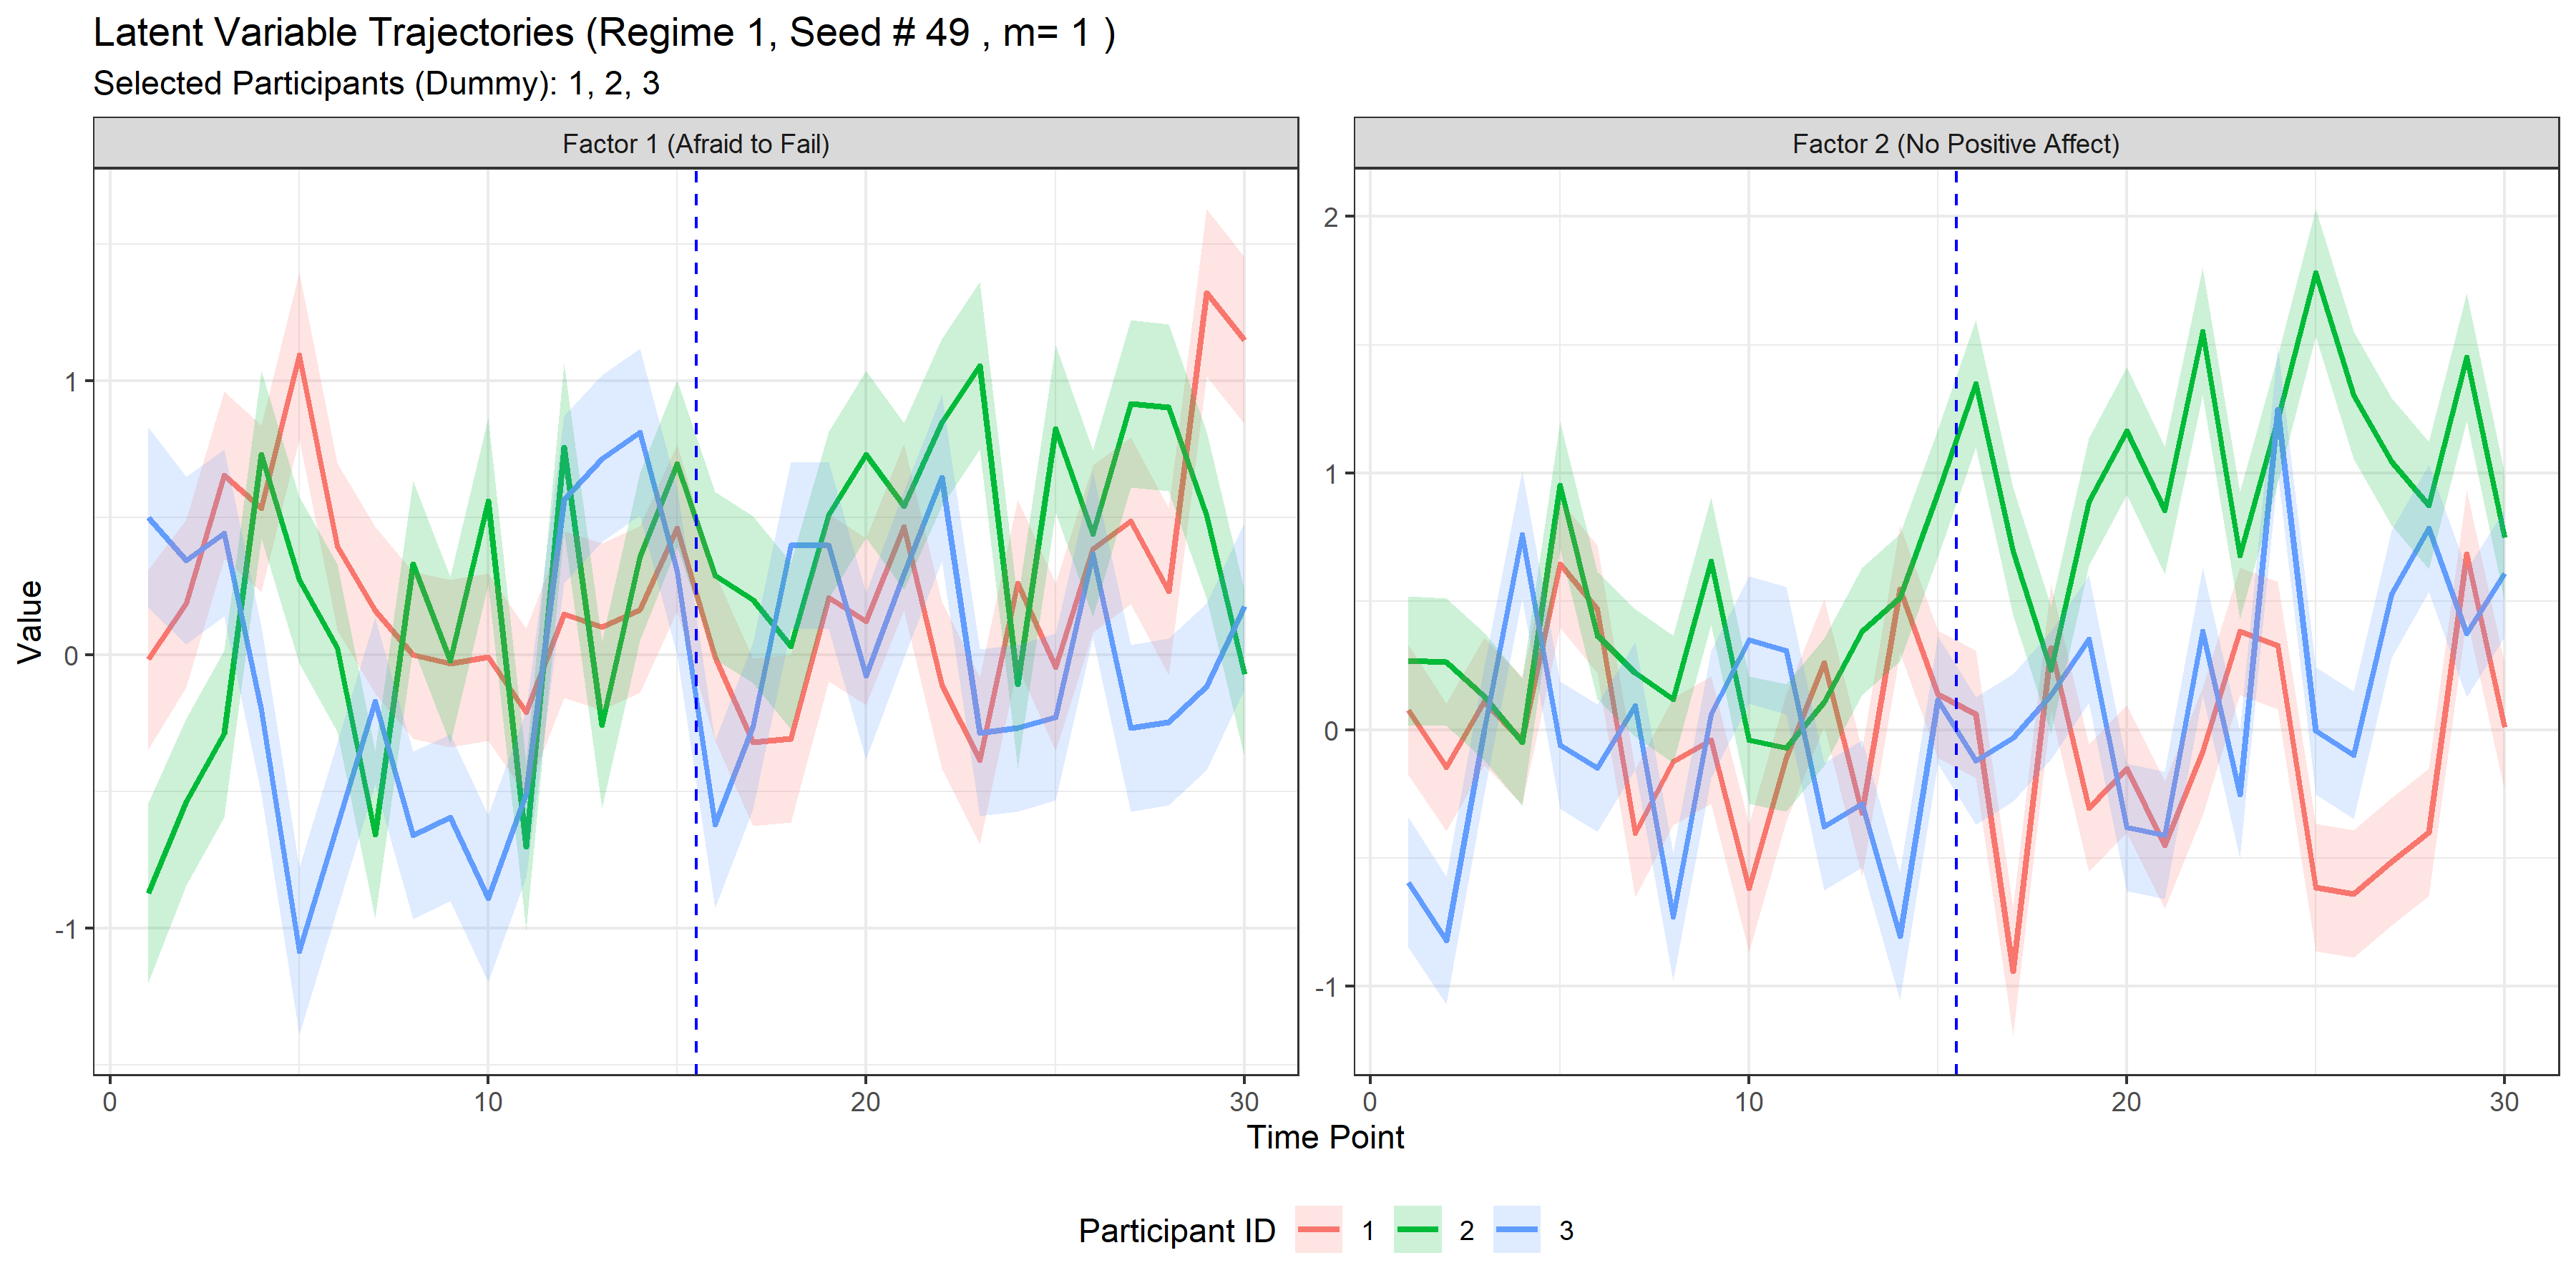 Latent Variable Trajectories (Regime 1, Seed # 49 , m= 1 )
Selected Participants (Dummy): 1, 2, 3
Factor 1 (Afraid to Fail)
Factor 2 (No Positive Affect)
Value
1
0
-1
2
1
0
-1
0 10 20 30
0 10 20 30
Time Point
Participant ID 1 2 3